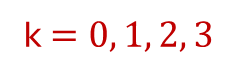 k = 0, 1, 2, 3